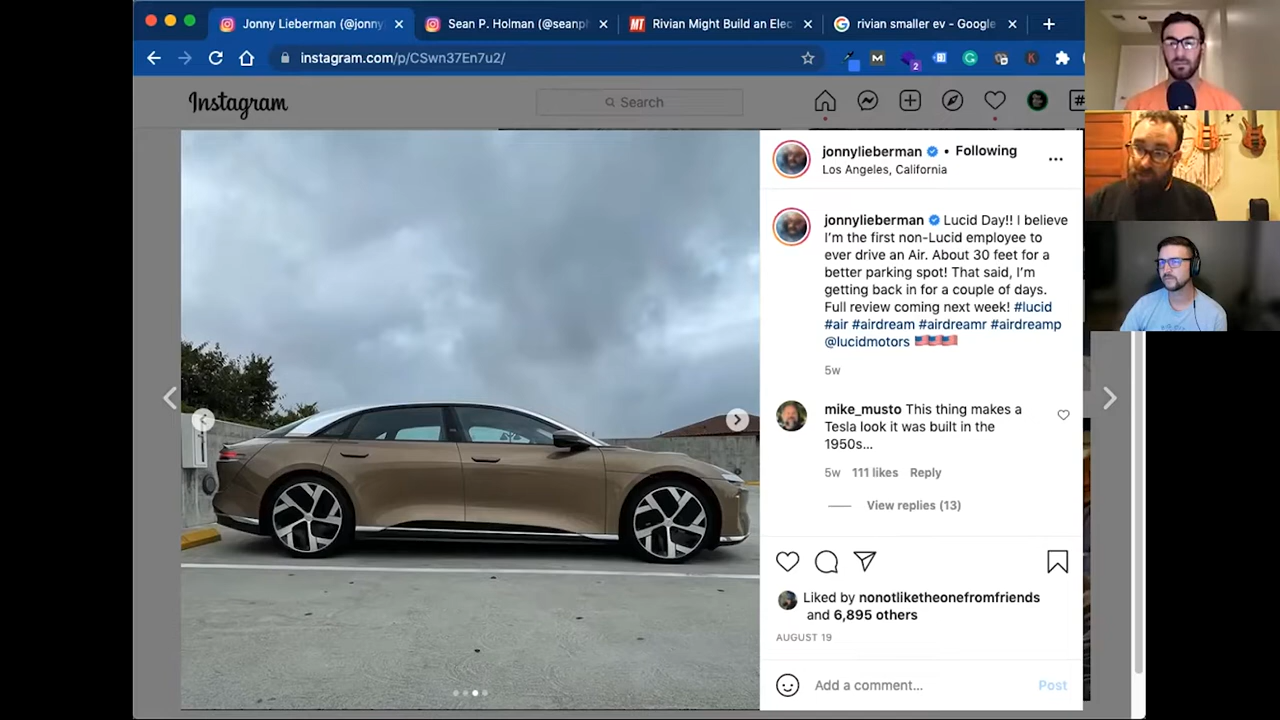 Jonny Lieberman (@jonny
Sean P. Holman (@seanph
MT Rivian Might Build an Elec
rivian smaller ev - Google
instagram.com/p/CSwn37En7u2/
M
2
G
K
Instagram
Search
#
jonnylieberman • Following
Los Angeles, California
jonnylieberman Lucid Day!! I believe
I'm the first non-Lucid employee to
ever drive an Air. About 30 feet for a
better parking spot! That said, I'm
getting back in for a couple of days.
Full review coming next week! #lucid
#air #airdream #airdreamr #airdreamp
@lucidmotors 🇺🇸🇺🇸🇺🇸
5w
mike_musto This thing makes a
Tesla look it was built in the
1950s...
5w 111 likes Reply
View replies (13)
Liked by nonotliketheonefromfriends
and 6,895 others
AUGUST 19
Add a comment... Post